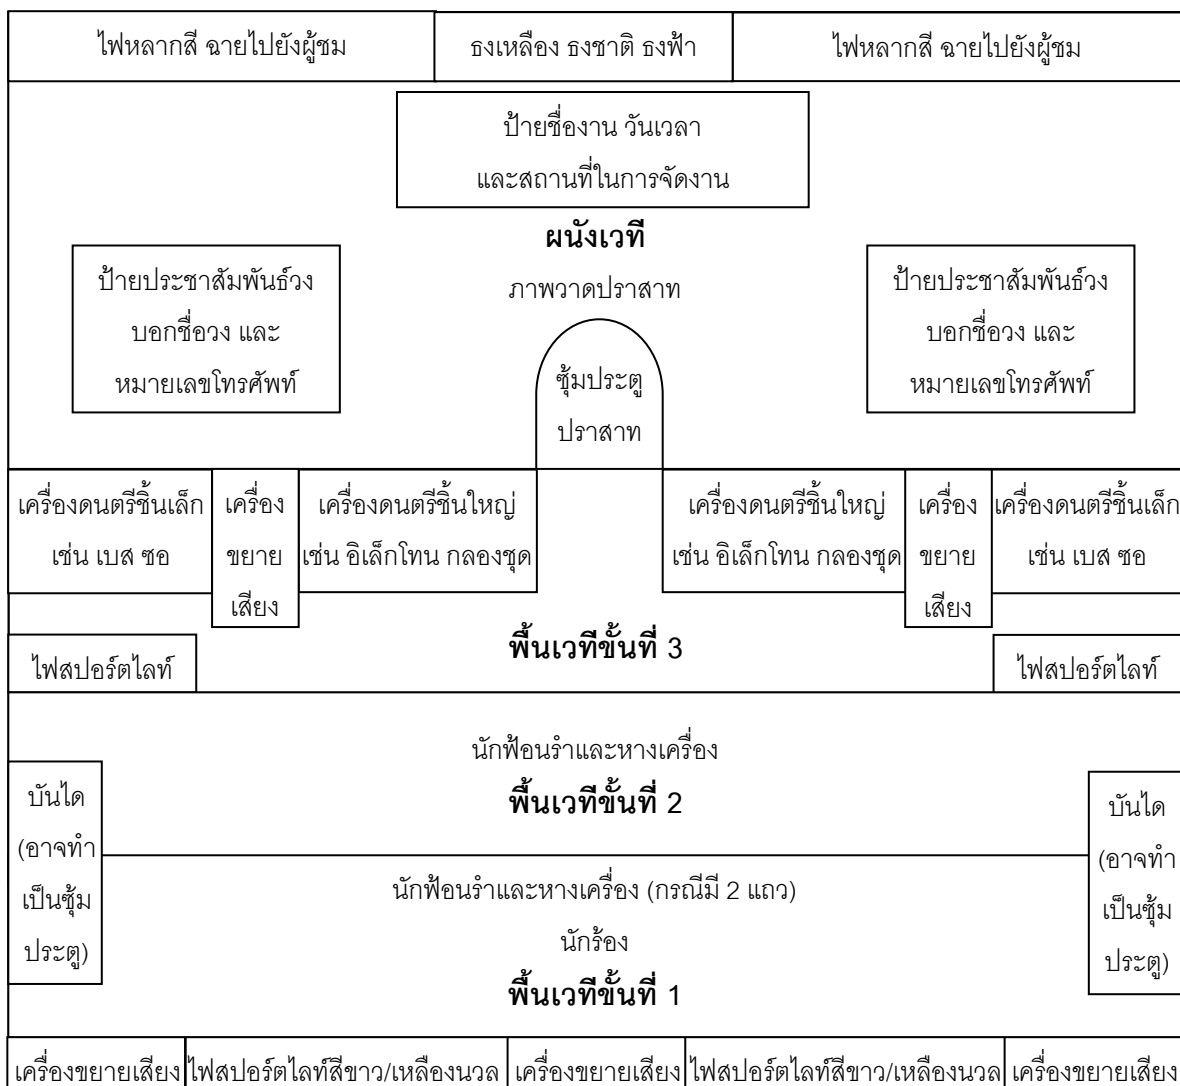 ไฟหลากสี ฉายไปยังผู้ชม
ธงเหลือง ธงชาติ ธงฟ้า
ไฟหลากสี ฉายไปยังผู้ชม
ป้ายชื่องาน วันเวลา
และสถานที่ในการจัดงาน
ผนังเวที
ภาพวาดปราสาท
ป้ายประชาสัมพันธ์วง
บอกชื่อวง และ
หมายเลขโทรศัพท์
ซุ้มประตู
ปราสาท
ป้ายประชาสัมพันธ์วง
บอกชื่อวง และ
หมายเลขโทรศัพท์
เครื่องดนตรีชิ้นเล็ก
เช่น เบส ซอ
เครื่อง
ขยาย
เสียง
เครื่องดนตรีชิ้นใหญ่
เช่น อิเล็กโทน กลองชุด
เครื่องดนตรีชิ้นใหญ่
เช่น อิเล็กโทน กลองชุด
เครื่อง
ขยาย
เสียง
เครื่องดนตรีชิ้นเล็ก
เช่น เบส ซอ
พื้นเวทีขั้นที่ 3
ไฟสปอร์ตไลท์
ไฟสปอร์ตไลท์
นักฟ้อนรำและหางเครื่อง
พื้นเวทีขั้นที่ 2
บันได
(อาจทำ
เป็นซุ้ม
ประตู)
บันได
(อาจทำ
เป็นซุ้ม
ประตู)
นักฟ้อนรำและหางเครื่อง (กรณีมี 2 แถว)
นักร้อง
พื้นเวทีขั้นที่ 1
เครื่องขยายเสียง
ไฟสปอร์ตไลท์สีขาว/เหลืองนวล
เครื่องขยายเสียง
ไฟสปอร์ตไลท์สีขาว/เหลืองนวล
เครื่องขยายเสียง